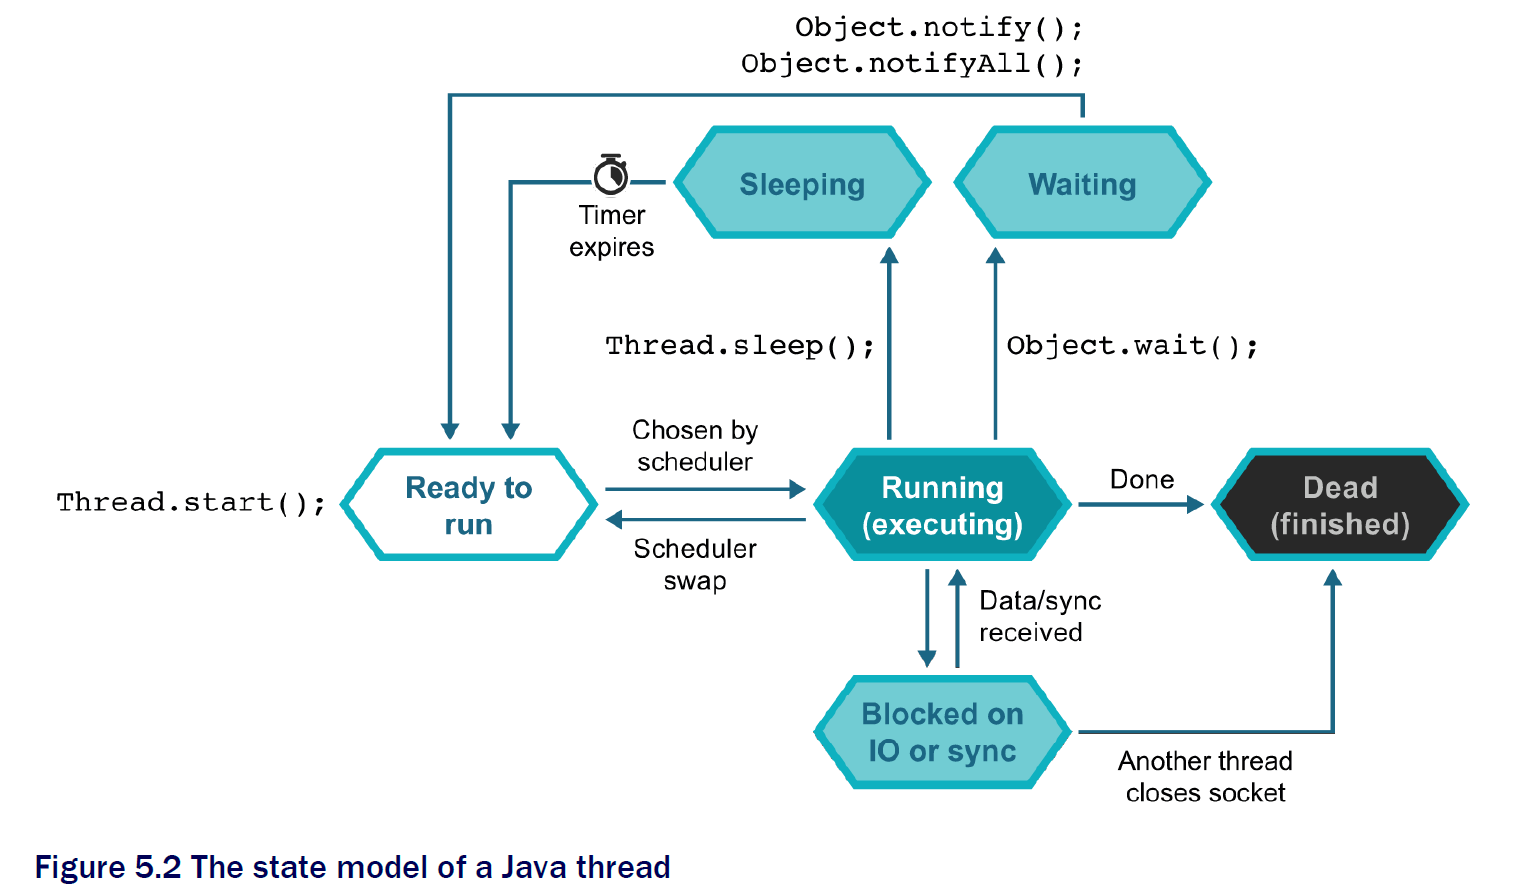 Object.notify();
Object.notifyAll();
Sleeping
Waiting
Timer
expires
Thread.sleep();
Object.wait();
Chosen by
scheduler
Thread.start();
Ready to
run
Running
(executing)
Done
Dead
(finished)
Scheduler
swap
Data/sync
received
Blocked on
IO or sync
Another thread
closes socket
Figure 5.2 The state model of a Java thread